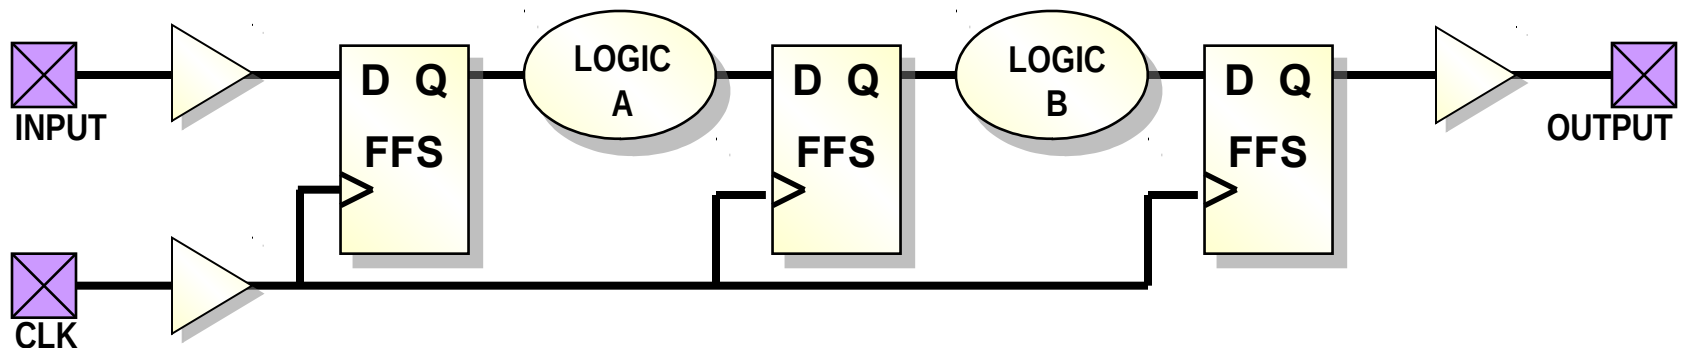 LOGIC
A
LOGIC
B
D Q
FFS
D Q
FFS
D Q
FFS
INPUT
OUTPUT
CLK